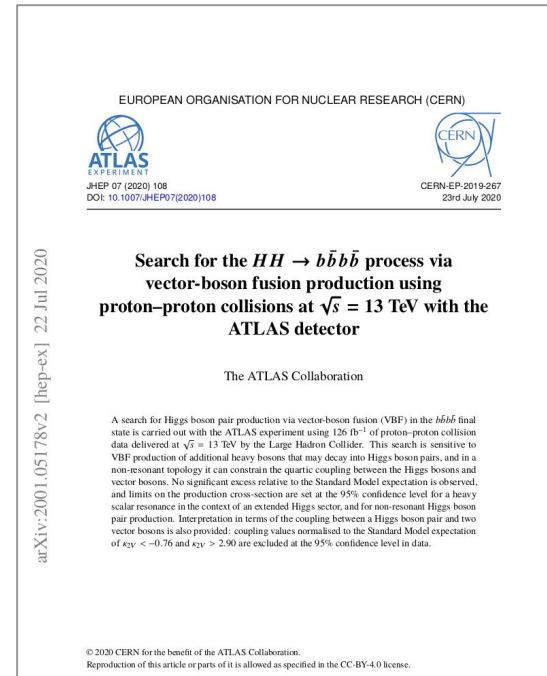 EUROPEAN ORGANISATION FOR NUCLEAR RESEARCH (CERN)
ATLAS
EXPERIMENT
CERN
JHEP 07 (2020) 108
DOI: 10.1007/JHEP07(2020)108
CERN-EP-2019-267
23rd July 2020
Search for the HH → bb̄bb̄ process via
vector-boson fusion production using
proton–proton collisions at √s = 13 TeV with the
ATLAS detector
The ATLAS Collaboration
A search for Higgs boson pair production via vector-boson fusion (VBF) in the bb̄bb̄ final
state is carried out with the ATLAS experiment using 126 fb⁻¹ of proton–proton collision
data delivered at √s = 13 TeV by the Large Hadron Collider. This search is sensitive to
VBF production of additional heavy bosons that may decay into Higgs boson pairs, and in a
non-resonant topology it can constrain the quartic coupling between the Higgs bosons and
vector bosons. No significant excess relative to the Standard Model expectation is observed,
and limits on the production cross-section are set at the 95% confidence level for a heavy
scalar resonance in the context of an extended Higgs sector, and for non-resonant Higgs boson
pair production. Interpretation in terms of the coupling between a Higgs boson pair and two
vector bosons is also provided: coupling values normalised to the Standard Model expectation
of κ₂V < −0.76 and κ₂V > 2.90 are excluded at the 95% confidence level in data.
© 2020 CERN for the benefit of the ATLAS Collaboration.
Reproduction of this article or parts of it is allowed as specified in the CC-BY-4.0 license.
arXiv:2001.05178v2 [hep-ex] 22 Jul 2020